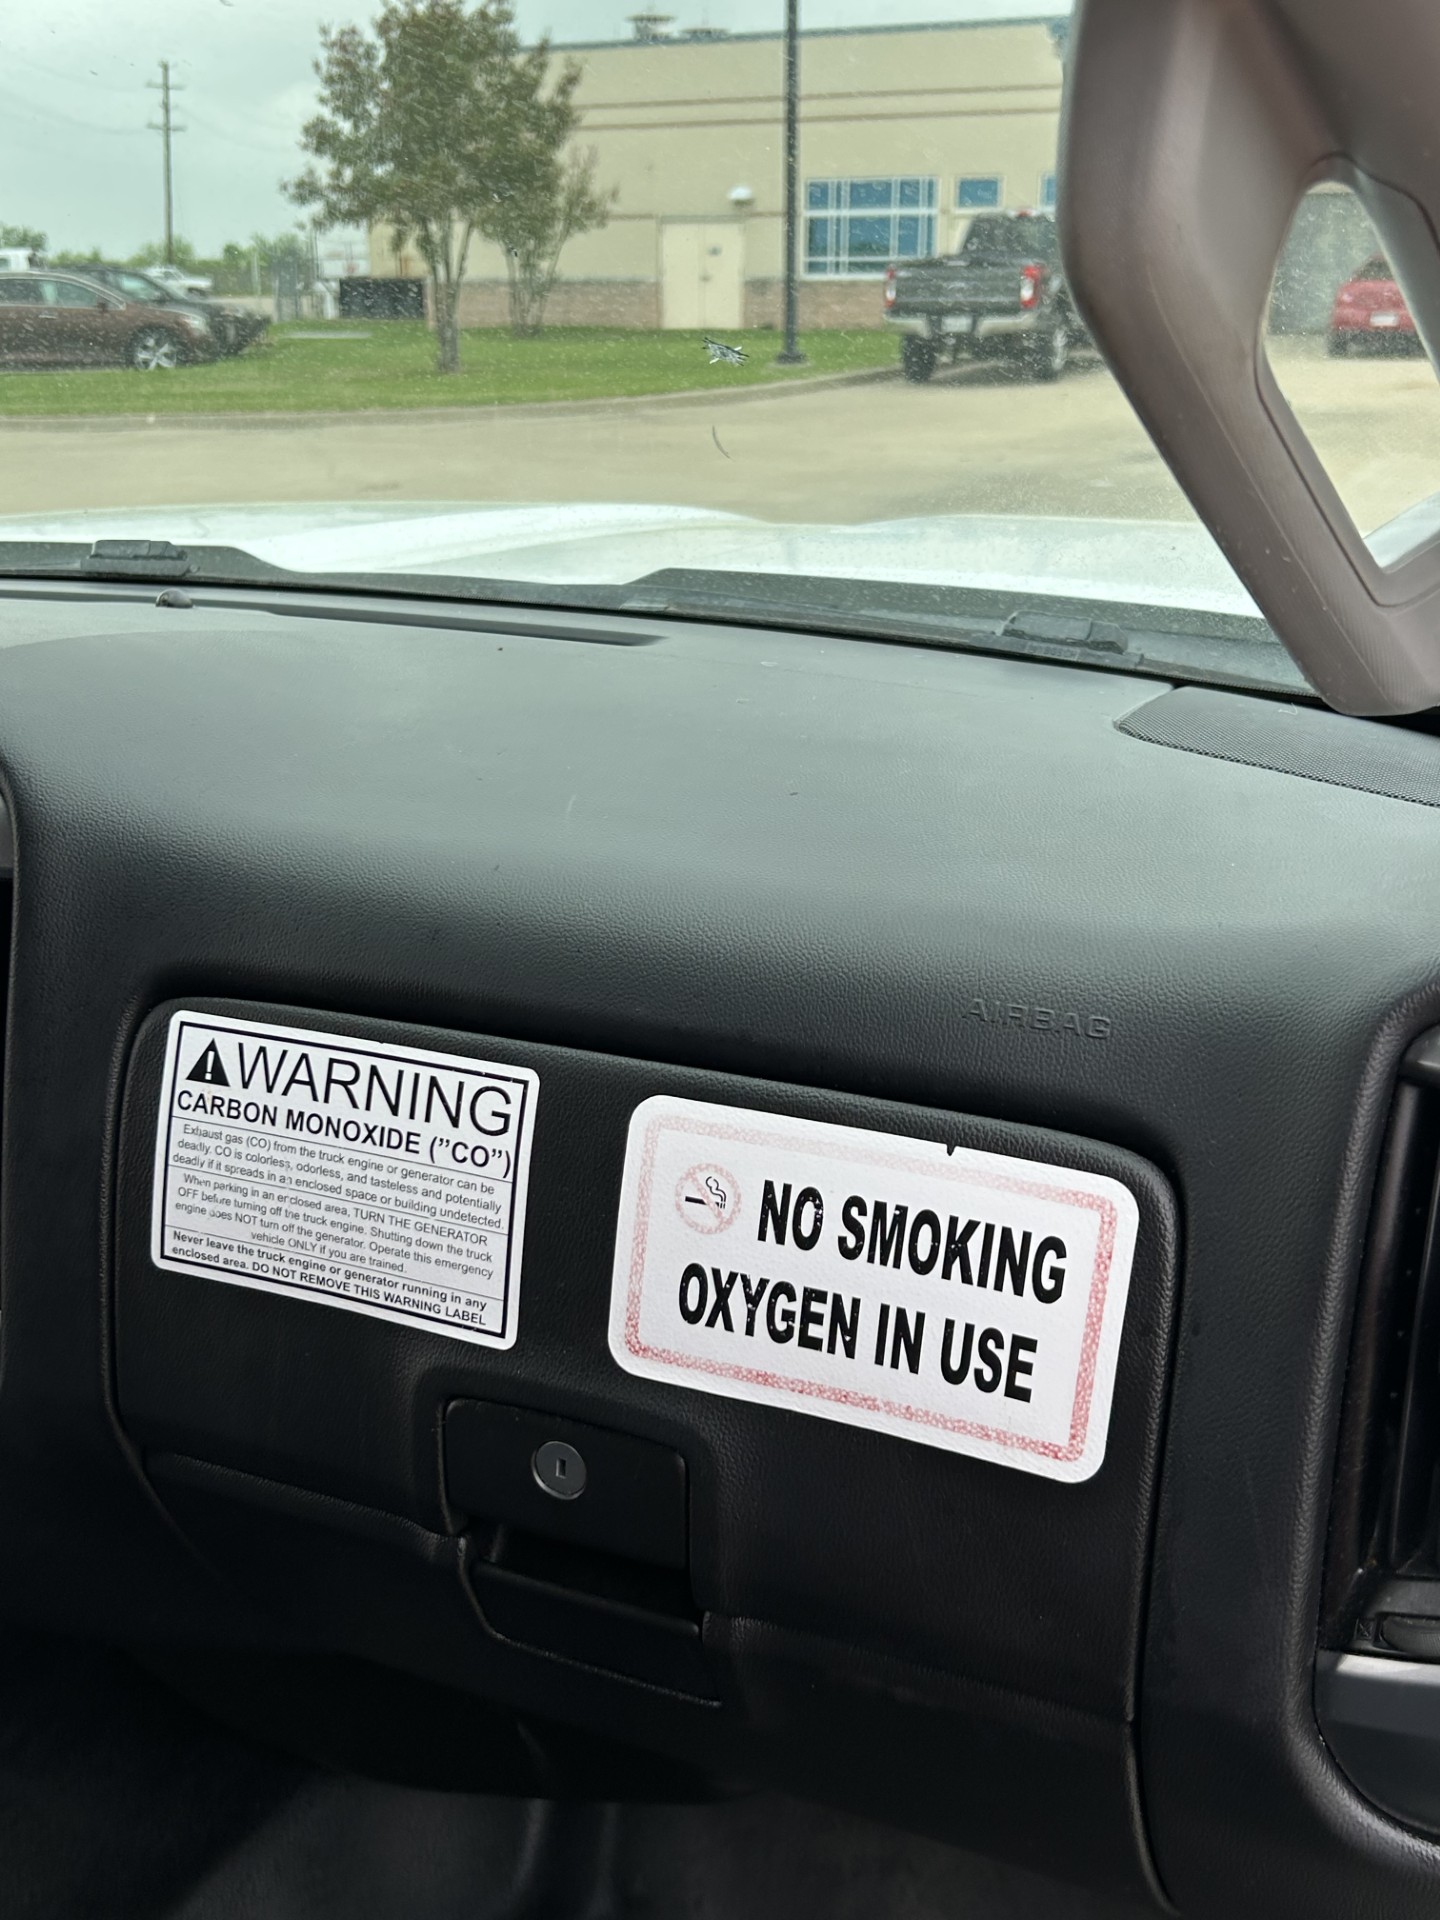 AIRBAG
WARNING
CARBON MONOXIDE ("CO")
Exhaust gas (CO) from the truck engine or generator can be
deadly. CO is colorless, odorless, and tasteless and potentially
deadly if it spreads in an enclosed space or building undetected.
When parking in an enclosed area, TURN THE GENERATOR
OFF before turning off the truck engine. Shutting down the truck
engine does NOT turn off the generator. Operate this emergency
vehicle ONLY if you are trained.
Never leave the truck engine or generator running in any
enclosed area. DO NOT REMOVE THIS WARNING LABEL
NO SMOKING
OXYGEN IN USE